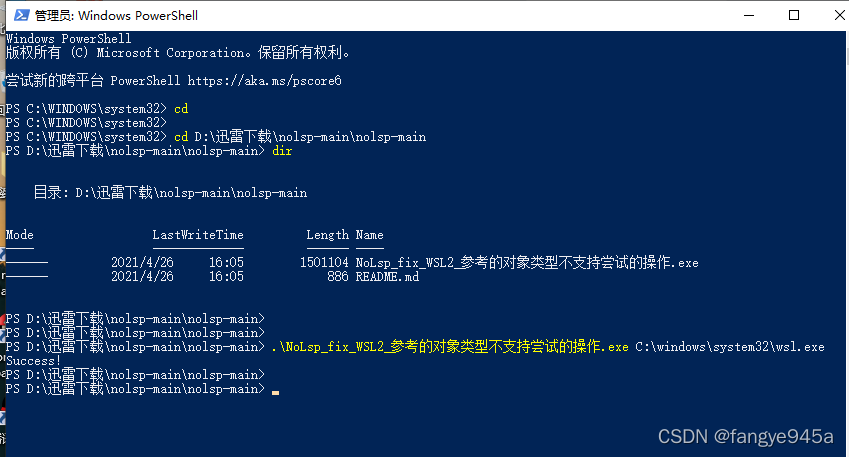 管理员: Windows PowerShell
Windows PowerShell
版权所有 (C) Microsoft Corporation。保留所有权利。
尝试新的跨平台 PowerShell https://aka.ms/pscore6
PS C:\WINDOWS\system32> cd
PS C:\WINDOWS\system32>
PS C:\WINDOWS\system32> cd D:\迅雷下载\nolsp-main\nolsp-main
PS D:\迅雷下载\nolsp-main\nolsp-main> dir
目录: D:\迅雷下载\nolsp-main\nolsp-main
Mode LastWriteTime Length Name
---- ------------- ------ ----
------ 2021/4/26 16:05 1501104 NoLsp_fix_WSL2_参考的对象类型不支持尝试的操作.exe
------ 2021/4/26 16:05 886 README.md
PS D:\迅雷下载\nolsp-main\nolsp-main>
PS D:\迅雷下载\nolsp-main\nolsp-main>
PS D:\迅雷下载\nolsp-main\nolsp-main> .\NoLsp_fix_WSL2_参考的对象类型不支持尝试的操作.exe C:\windows\system32\wsl.exe
Success!
PS D:\迅雷下载\nolsp-main\nolsp-main>
PS D:\迅雷下载\nolsp-main\nolsp-main>
CSDN @fangye945a